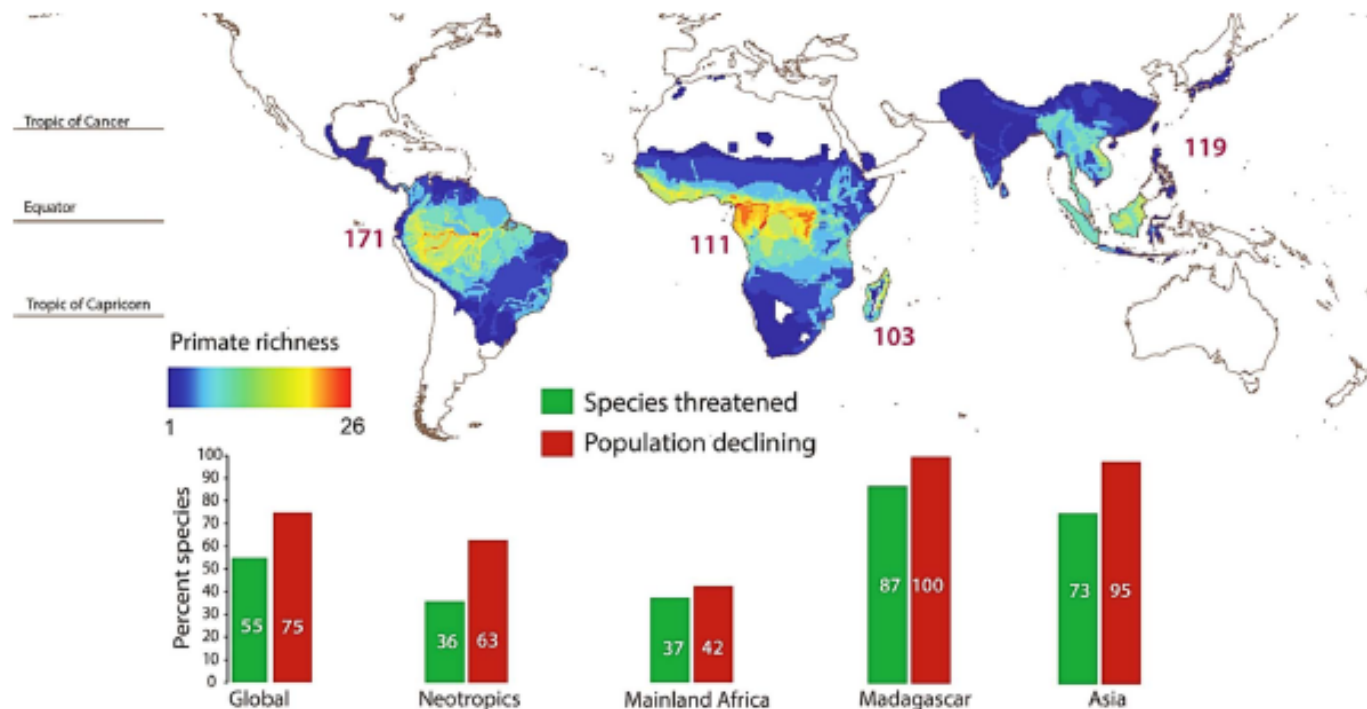 Tropic of Cancer
119
Equator
171
111
Tropic of Capricorn
103
Primate richness
1 26
Species threatened
Population declining
Percent species
100
90
80
70
60
50
40
30
20
10
0
55 75
36 63
37 42
87 100
73 95
Global Neotropics Mainland Africa Madagascar Asia